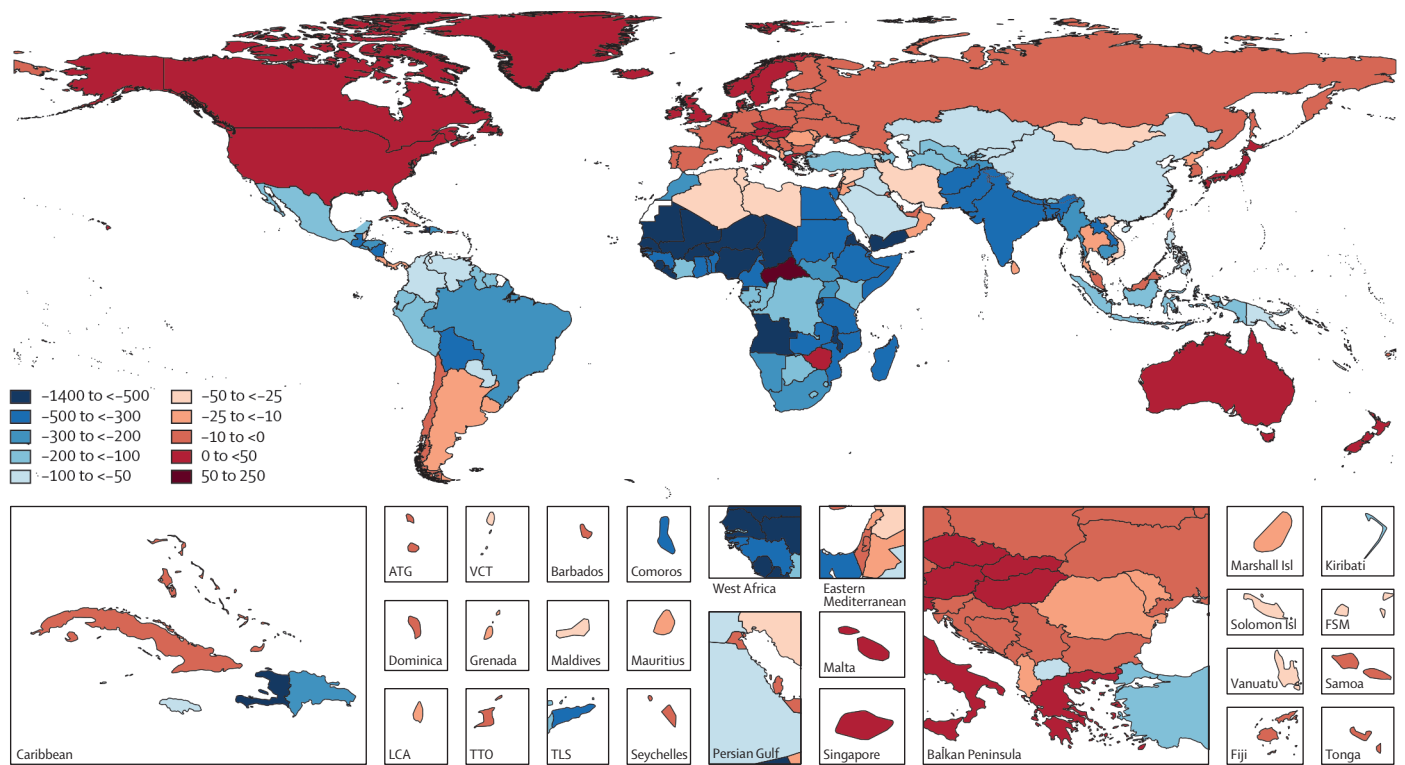 –1400 to <–500
–500 to <–300
–300 to <–200
–200 to <–100
–100 to <–50
–50 to <–25
–25 to <–10
–10 to <0
0 to <50
50 to 250
Caribbean
ATG
VCT
Barbados
Comoros
Dominica
Grenada
Maldives
Mauritius
LCA
TTO
TLS
Seychelles
West Africa
Eastern
Mediterranean
Persian Gulf
Malta
Singapore
Balkan Peninsula
Marshall Isl
Kiribati
Solomon Isl
FSM
Vanuatu
Samoa
Fiji
Tonga